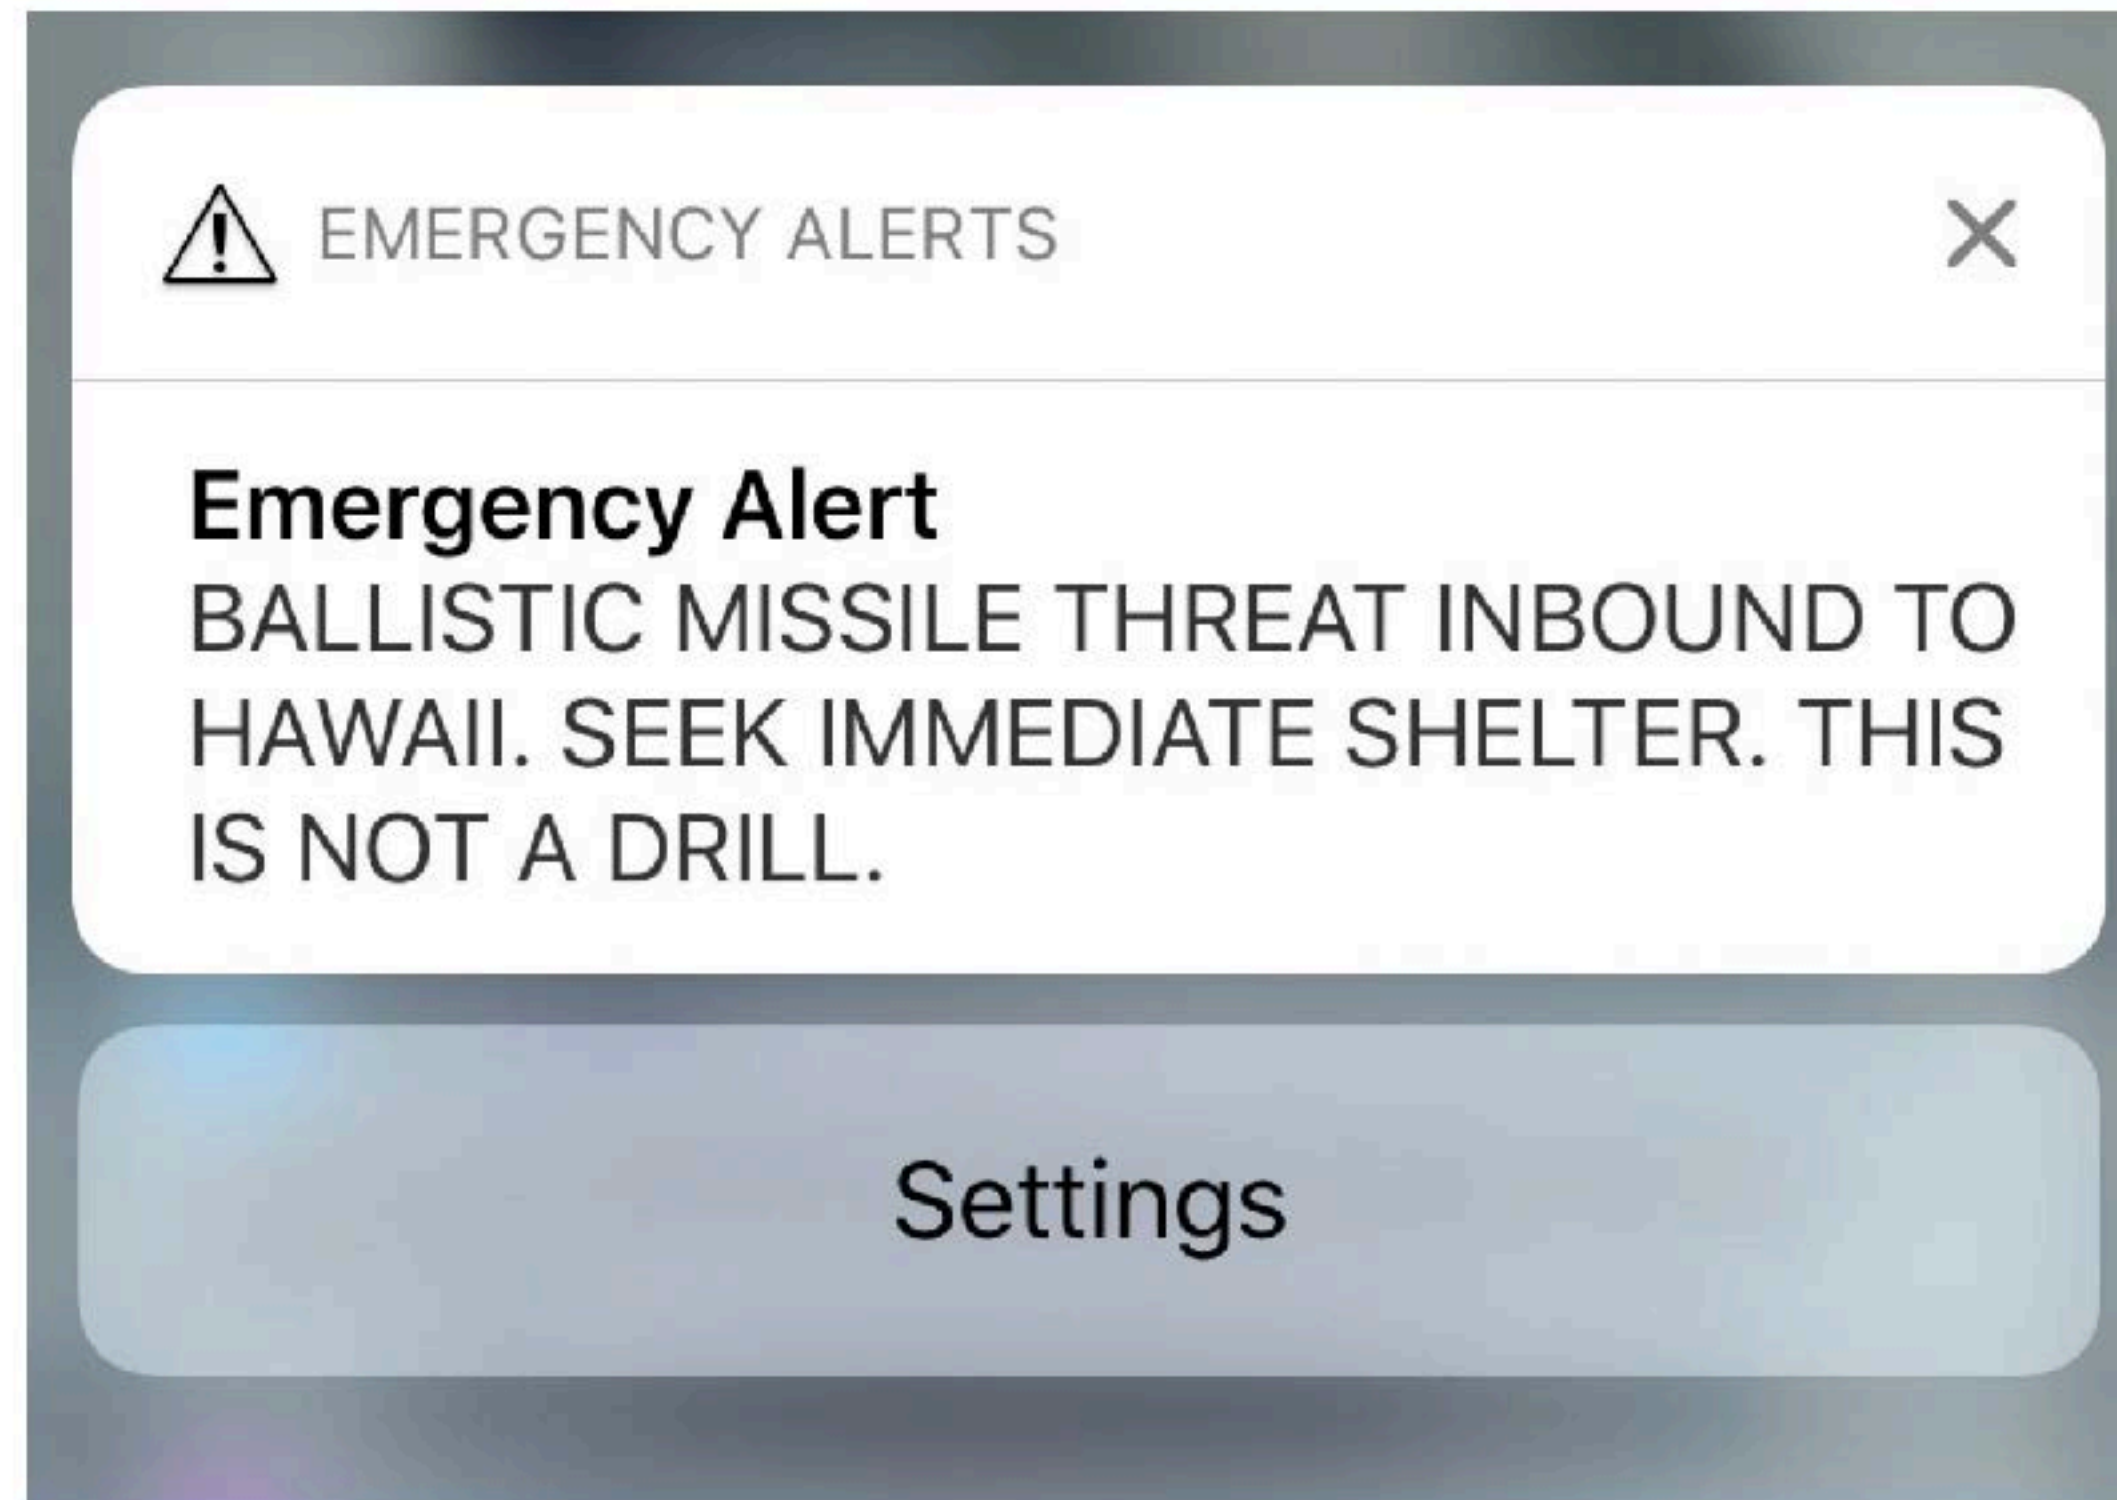 EMERGENCY ALERTS
Emergency Alert
BALLISTIC MISSILE THREAT INBOUND TO
HAWAII. SEEK IMMEDIATE SHELTER. THIS
IS NOT A DRILL.
Settings